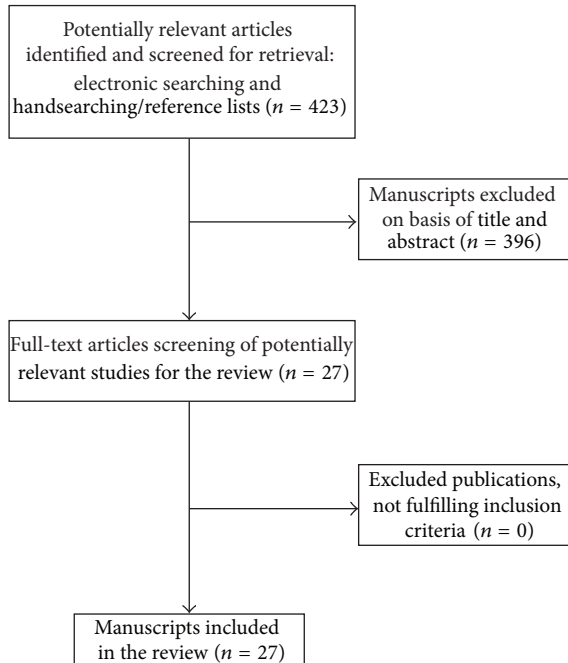 Potentially relevant articles
identified and screened for retrieval:
electronic searching and
handsearching/reference lists (n = 423)
Manuscripts excluded
on basis of title and
abstract (n = 396)
Full-text articles screening of potentially
relevant studies for the review (n = 27)
Excluded publications,
not fulfilling inclusion
criteria (n = 0)
Manuscripts included
in the review (n = 27)